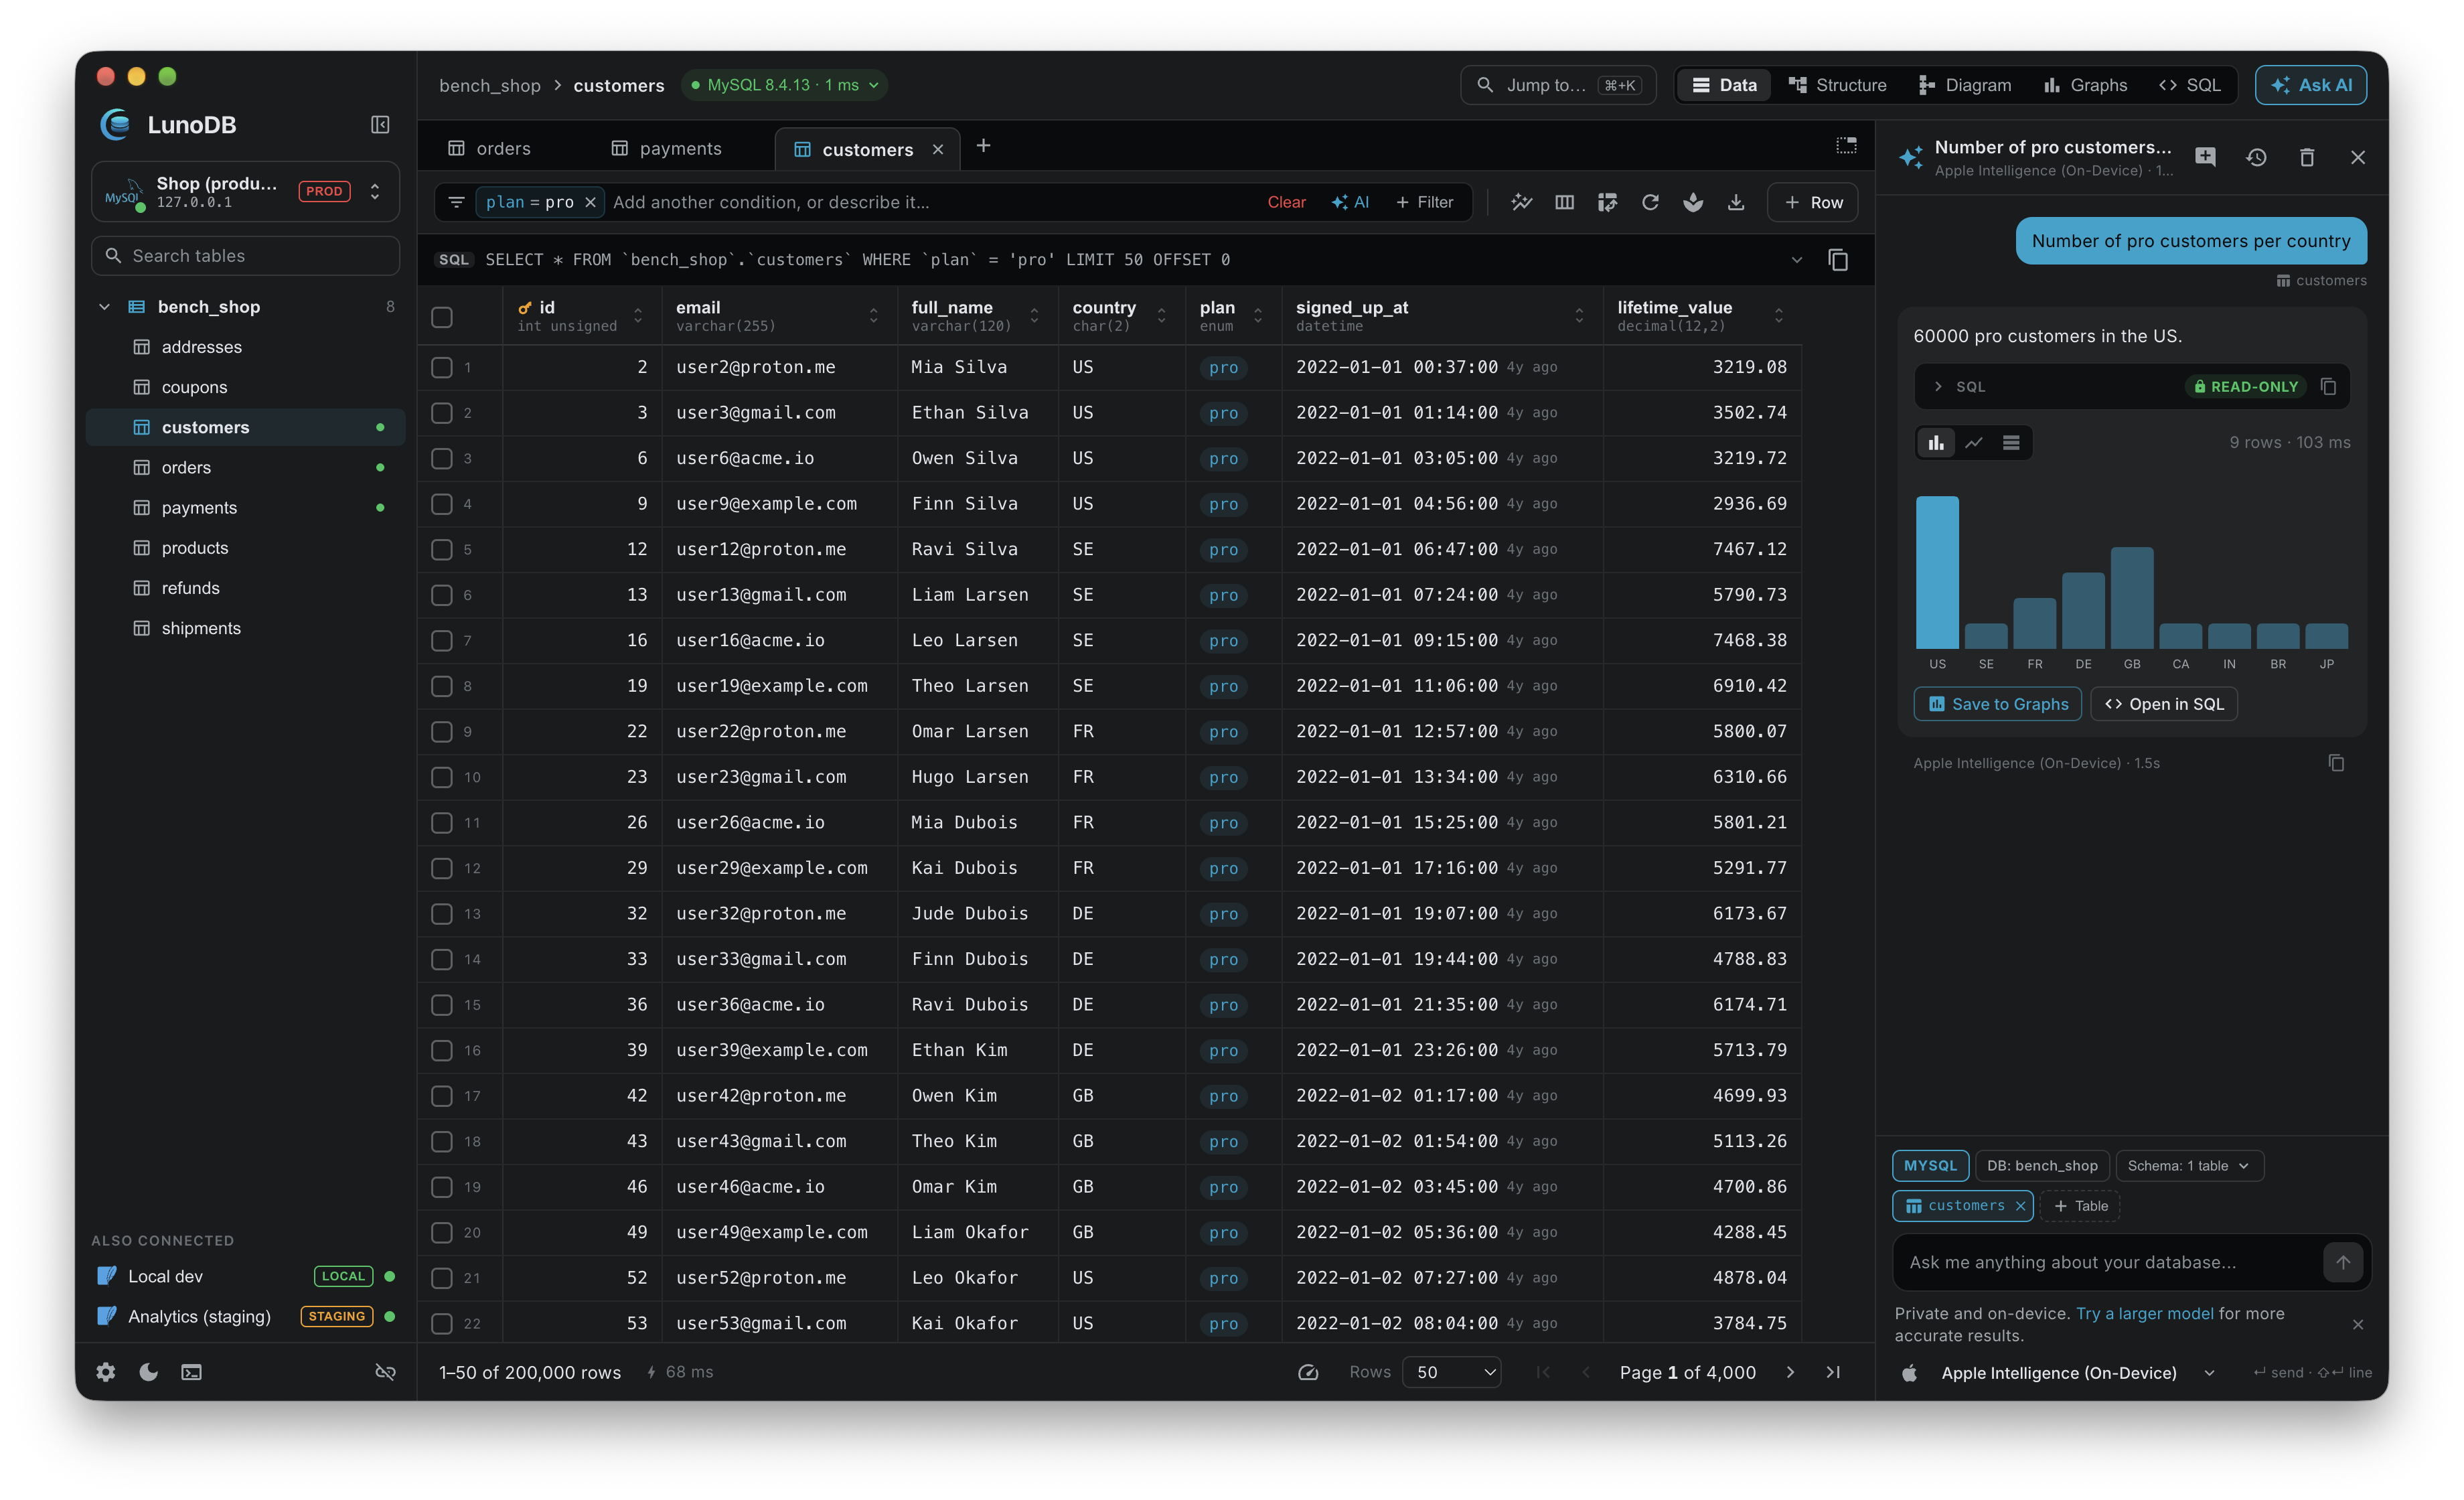 LunoDB
MySQL
Shop (produ...
127.0.0.1
PROD
Search tables
bench_shop 8
addresses
coupons
customers
orders
payments
products
refunds
shipments
ALSO CONNECTED
Local dev LOCAL
Analytics (staging) STAGING
bench_shop > customers MySQL 8.4.13 · 1 ms
Jump to... ⌘+K Data Structure Diagram Graphs SQL Ask AI
orders payments customers
plan = pro Add another condition, or describe it... Clear AI + Filter + Row
SQL SELECT * FROM `bench_shop`.`customers` WHERE `plan` = 'pro' LIMIT 50 OFFSET 0
id email full_name country plan signed_up_at lifetime_value
int unsigned varchar(255) varchar(120) char(2) enum datetime decimal(12,2)
1 2 user2@proton.me Mia Silva US pro 2022-01-01 00:37:00 4y ago 3219.08
2 3 user3@gmail.com Ethan Silva US pro 2022-01-01 01:14:00 4y ago 3502.74
3 6 user6@acme.io Owen Silva US pro 2022-01-01 03:05:00 4y ago 3219.72
4 9 user9@example.com Finn Silva US pro 2022-01-01 04:56:00 4y ago 2936.69
5 12 user12@proton.me Ravi Silva SE pro 2022-01-01 06:47:00 4y ago 7467.12
6 13 user13@gmail.com Liam Larsen SE pro 2022-01-01 07:24:00 4y ago 5790.73
7 16 user16@acme.io Leo Larsen SE pro 2022-01-01 09:15:00 4y ago 7468.38
8 19 user19@example.com Theo Larsen SE pro 2022-01-01 11:06:00 4y ago 6910.42
9 22 user22@proton.me Omar Larsen FR pro 2022-01-01 12:57:00 4y ago 5800.07
10 23 user23@gmail.com Hugo Larsen FR pro 2022-01-01 13:34:00 4y ago 6310.66
11 26 user26@acme.io Mia Dubois FR pro 2022-01-01 15:25:00 4y ago 5801.21
12 29 user29@example.com Kai Dubois FR pro 2022-01-01 17:16:00 4y ago 5291.77
13 32 user32@proton.me Jude Dubois DE pro 2022-01-01 19:07:00 4y ago 6173.67
14 33 user33@gmail.com Finn Dubois DE pro 2022-01-01 19:44:00 4y ago 4788.83
15 36 user36@acme.io Ravi Dubois DE pro 2022-01-01 21:35:00 4y ago 6174.71
16 39 user39@example.com Ethan Kim DE pro 2022-01-01 23:26:00 4y ago 5713.79
17 42 user42@proton.me Owen Kim GB pro 2022-01-02 01:17:00 4y ago 4699.93
18 43 user43@gmail.com Theo Kim GB pro 2022-01-02 01:54:00 4y ago 5113.26
19 46 user46@acme.io Omar Kim GB pro 2022-01-02 03:45:00 4y ago 4700.86
20 49 user49@example.com Liam Okafor GB pro 2022-01-02 05:36:00 4y ago 4288.45
21 52 user52@proton.me Leo Okafor US pro 2022-01-02 07:27:00 4y ago 4878.04
22 53 user53@gmail.com Kai Okafor US pro 2022-01-02 08:04:00 4y ago 3784.75
1–50 of 200,000 rows 68 ms Rows 50 Page 1 of 4,000
Number of pro customers...
Apple Intelligence (On-Device) · 1...
Number of pro customers per country
customers
60000 pro customers in the US.
SQL READ-ONLY
9 rows · 103 ms
US SE FR DE GB CA IN BR JP
Save to Graphs Open in SQL
Apple Intelligence (On-Device) · 1.5s
MYSQL DB: bench_shop Schema: 1 table
customers + Table
Ask me anything about your database...
Private and on-device. Try a larger model for more
accurate results.
Apple Intelligence (On-Device) ↵ send · ⇧↵ line